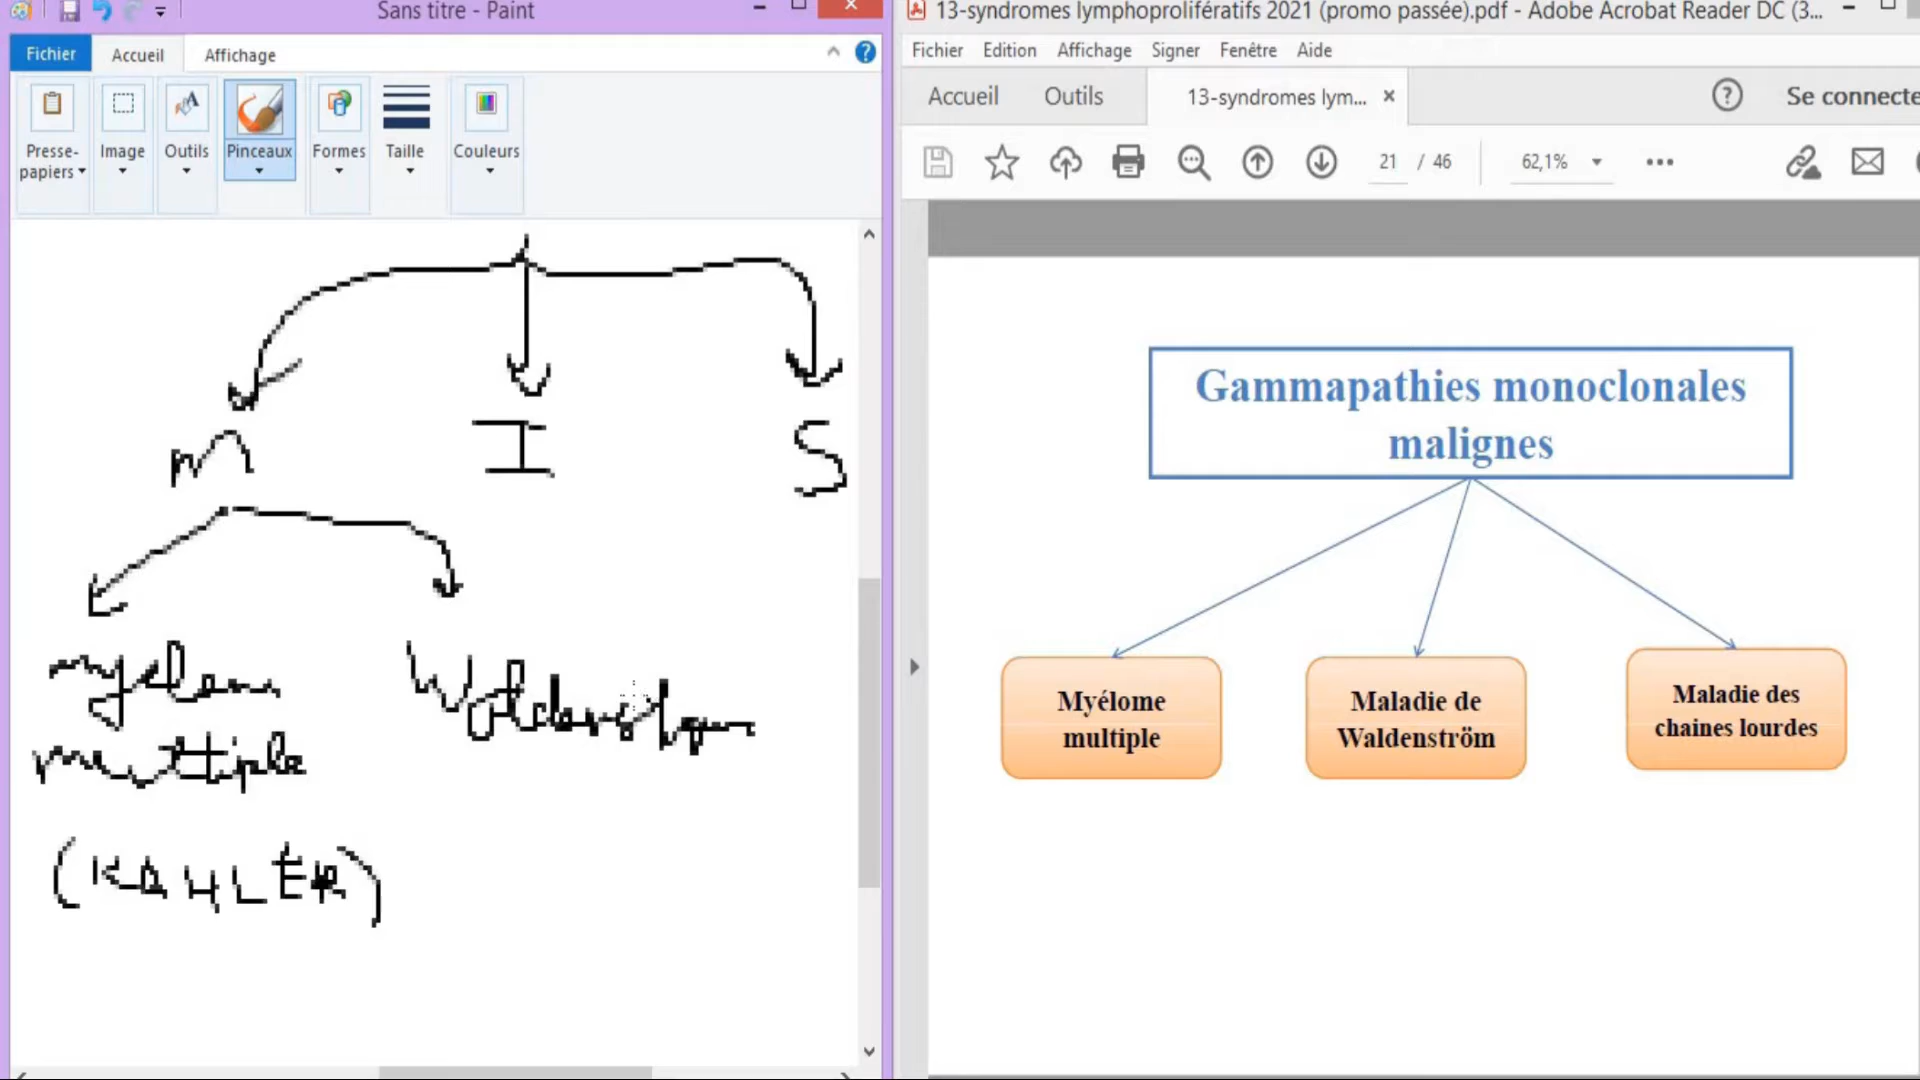 Sans titre - Paint
Fichier
Accueil
Affichage
Presse-
papiers
Image
Outils
Pinceaux
Formes
Taille
Couleurs
M
I
S
multiple
(KAHLER)
13-syndromes lymphoprolifératifs 2021 (promo passée).pdf - Adobe Acrobat Reader DC (3...
Fichier Edition Affichage Signer Fenêtre Aide
Accueil
Outils
13-syndromes lym...
Se connecte
21 / 46
62,1%
Gammapathies monoclonales
malignes
Myélome
multiple
Maladie de
Waldenström
Maladie des
chaines lourdes